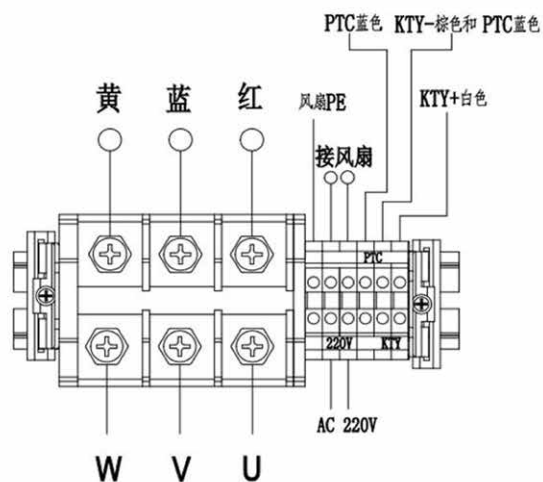 PTC蓝色 KTY-棕色和 PTC蓝色
黄 蓝 红
风扇PE
KTY+白色
接风扇
PTC
220V KTY
AC 220V
W V U